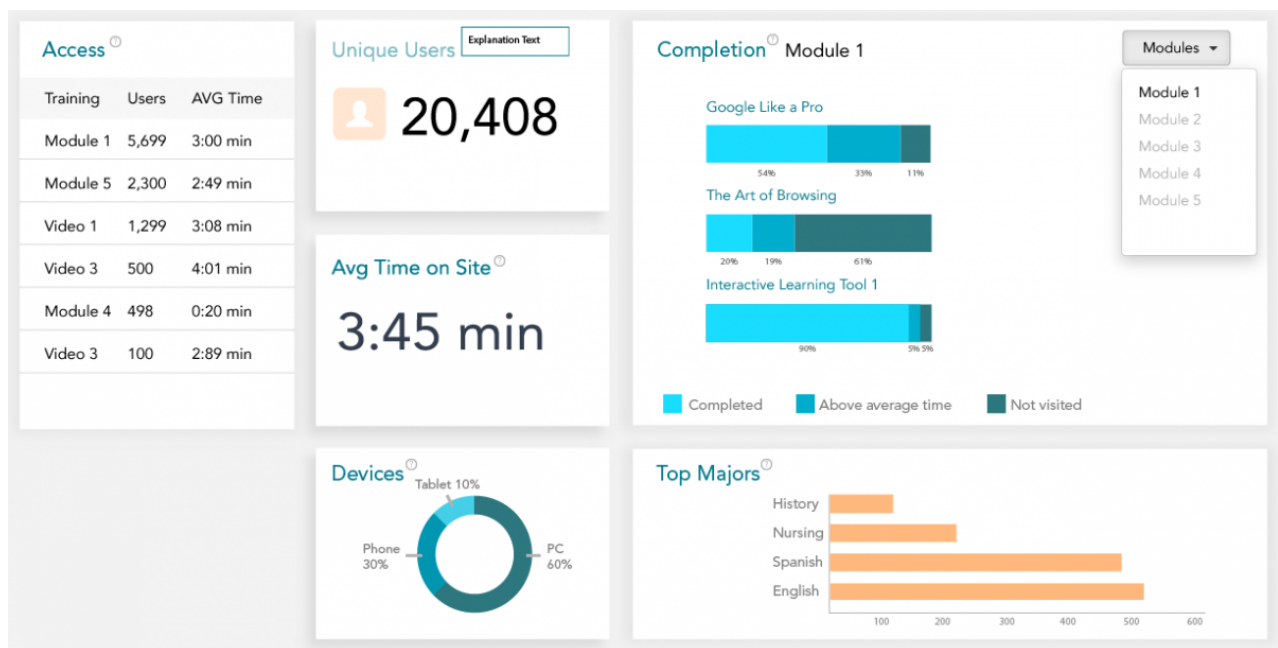 Access ?
Training Users AVG Time
Module 1 5,699 3:00 min
Module 5 2,300 2:49 min
Video 1 1,299 3:08 min
Video 3 500 4:01 min
Module 4 498 0:20 min
Video 3 100 2:89 min
Unique Users ? Explanation Text
20,408
Avg Time on Site ?
3:45 min
Completion ? Module 1
Modules
Module 1
Module 2
Module 3
Module 4
Module 5
Google Like a Pro
54% 33% 11%
The Art of Browsing
20% 19% 61%
Interactive Learning Tool 1
90% 5% 5%
Completed Above average time Not visited
Devices ?
Tablet 10%
Phone
30%
PC
60%
Top Majors ?
History
Nursing
Spanish
English
100 200 300 400 500 600